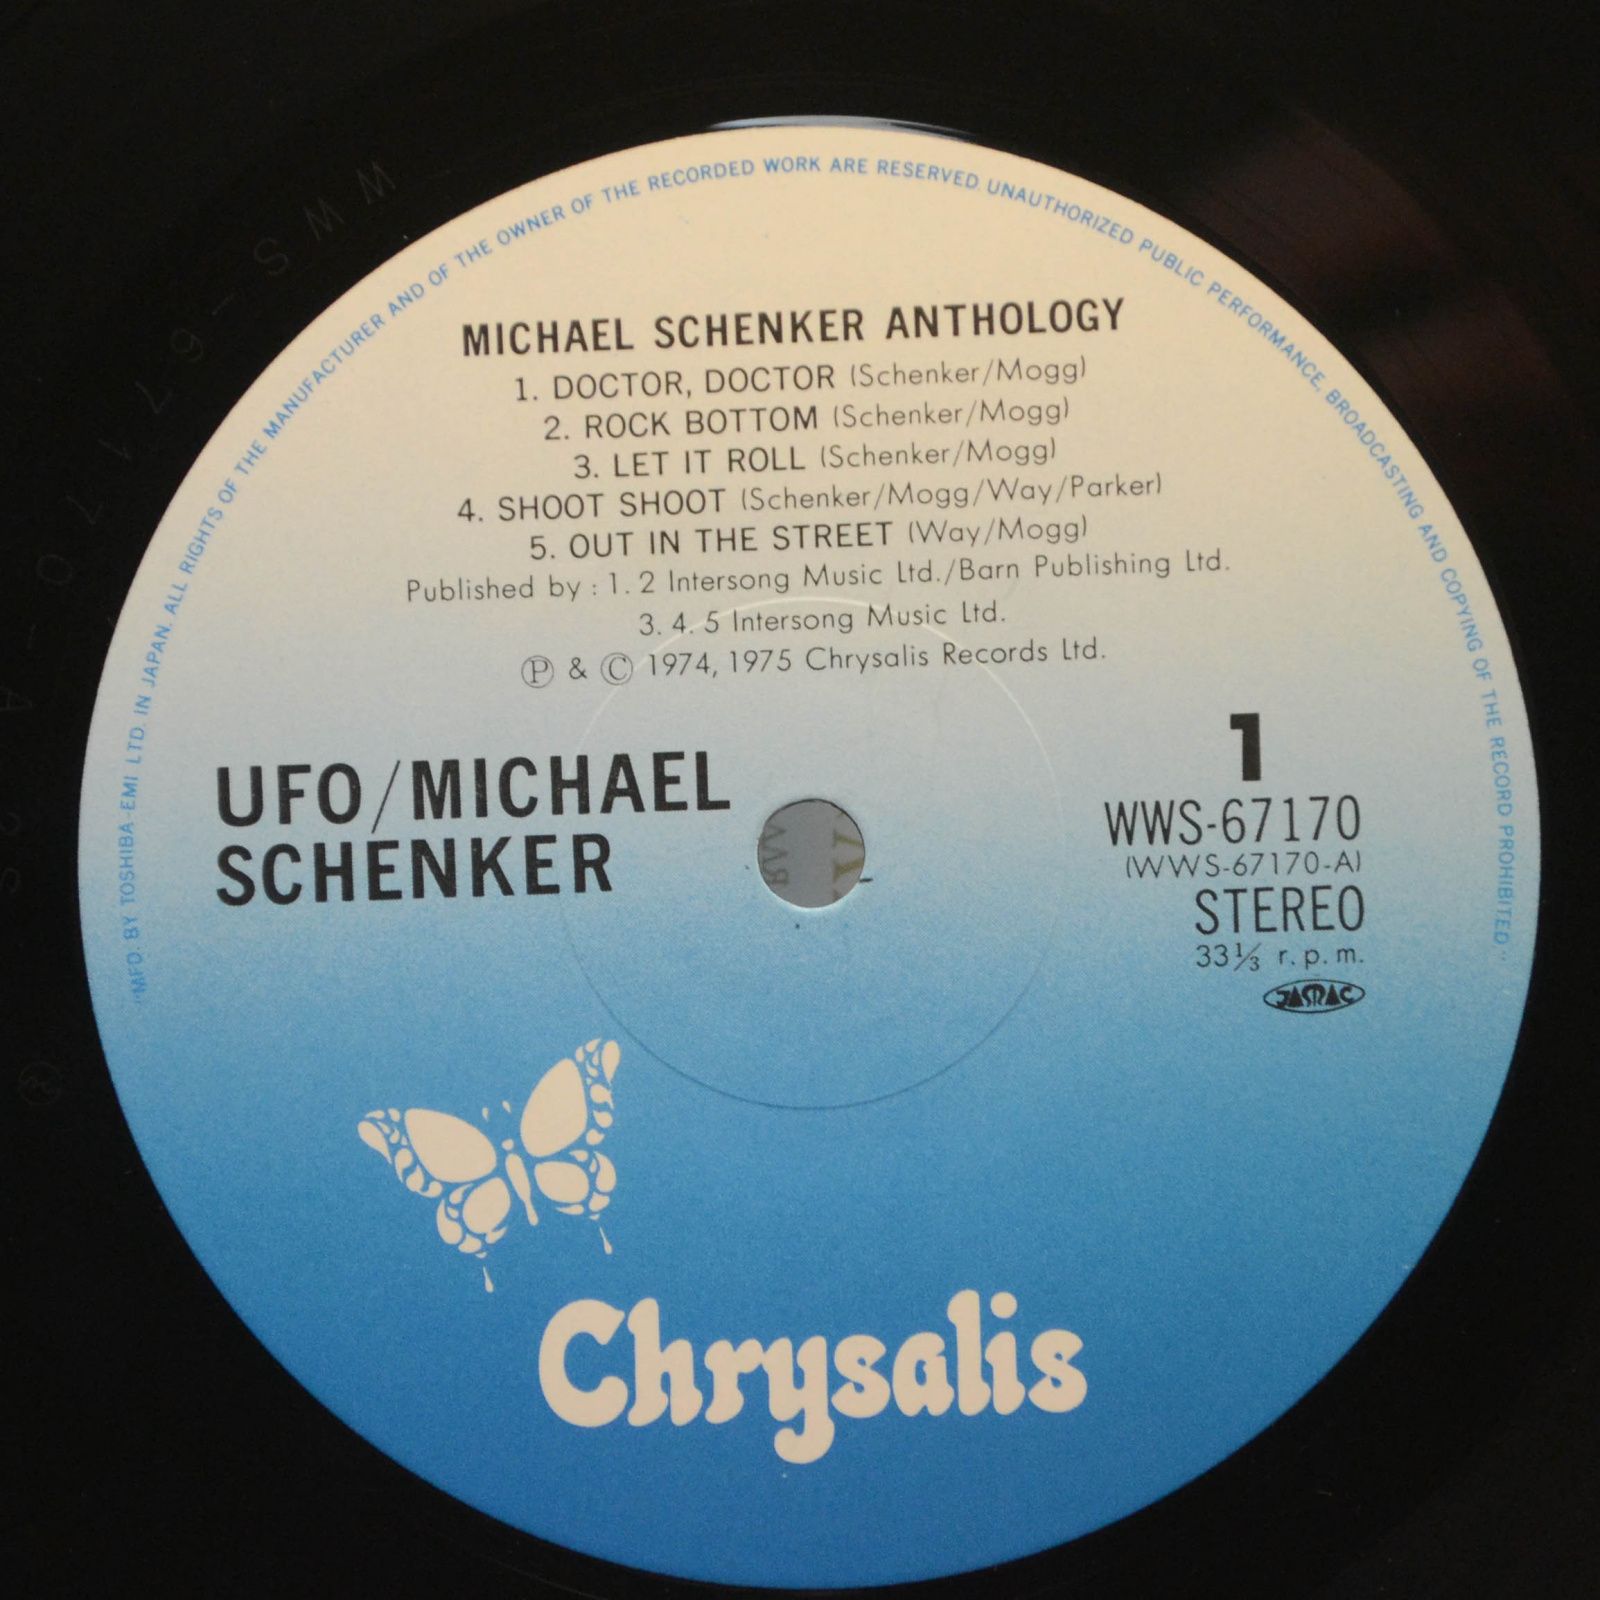 "MFD. BY TOSHIBA-EMI LTD. IN JAPAN. ALL RIGHTS OF THE MANUFACTURER AND OF THE OWNER OF THE RECORDED WORK ARE RESERVED. UNAUTHORIZED PUBLIC PERFORMANCE, BROADCASTING AND COPYING OF THE RECORD PROHIBITED."
MICHAEL SCHENKER ANTHOLOGY
1. DOCTOR, DOCTOR (Schenker/Mogg)
2. ROCK BOTTOM (Schenker/Mogg)
3. LET IT ROLL (Schenker/Mogg)
4. SHOOT SHOOT (Schenker/Mogg/Way/Parker)
5. OUT IN THE STREET (Way/Mogg)
Published by : 1. 2 Intersong Music Ltd./Barn Publishing Ltd.
3. 4. 5 Intersong Music Ltd.
Ⓟ & Ⓒ 1974, 1975 Chrysalis Records Ltd.
UFO/MICHAEL
SCHENKER
1
WWS-67170
(WWS-67170-A)
STEREO
33⅓ r.p.m.
JASRAC
Chrysalis
WWS-67170-A 2S